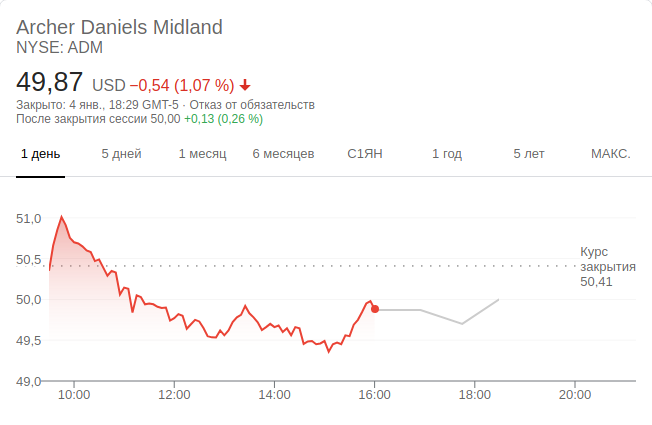 Archer Daniels Midland
NYSE: ADM
49,87 USD −0,54 (1,07 %)
Закрыто: 4 янв., 18:29 GMT-5 · Отказ от обязательств
После закрытия сессии 50,00 +0,13 (0,26 %)
1 день 5 дней 1 месяц 6 месяцев С1ЯН 1 год 5 лет МАКС.
51,0
50,5
50,0
49,5
49,0
Курс
закрытия
50,41
10:00 12:00 14:00 16:00 18:00 20:00